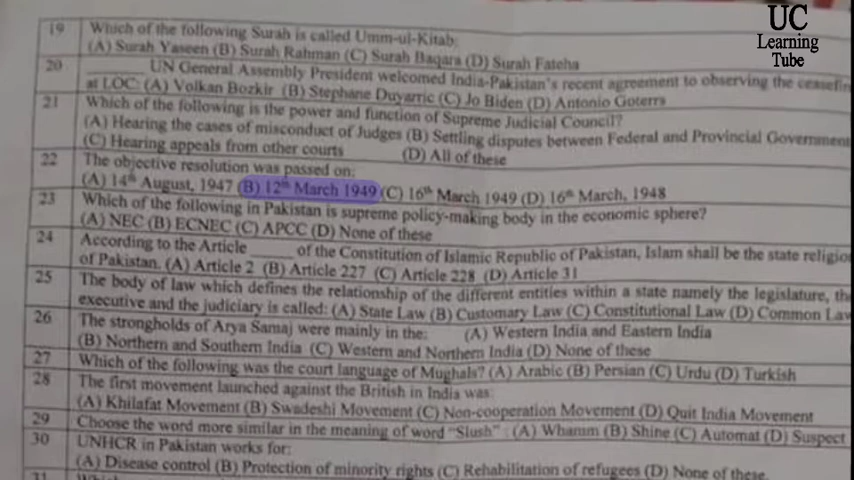 UC
Learning
Tube
19 Which of the following Surah is called Umm-ul-Kitab:
(A) Surah Yaseen (B) Surah Rahman (C) Surah Baqara (D) Surah Fateha
20 ______ UN General Assembly President welcomed India-Pakistan's recent agreement to observing the ceasefire
at LOC: (A) Volkan Bozkir (B) Stephane Duyarric (C) Jo Biden (D) Antonio Goterrs
21 Which of the following is the power and function of Supreme Judicial Council?
(A) Hearing the cases of misconduct of Judges (B) Settling disputes between Federal and Provincial Government
(C) Hearing appeals from other courts (D) All of these
22 The objective resolution was passed on:
(A) 14th August, 1947 (B) 12th March 1949 (C) 16th March 1949 (D) 16th March, 1948
23 Which of the following in Pakistan is supreme policy-making body in the economic sphere?
(A) NEC (B) ECNEC (C) APCC (D) None of these
24 According to the Article ______ of the Constitution of Islamic Republic of Pakistan, Islam shall be the state religion
of Pakistan. (A) Article 2 (B) Article 227 (C) Article 228 (D) Article 31
25 The body of law which defines the relationship of the different entities within a state namely the legislature, the
executive and the judiciary is called: (A) State Law (B) Customary Law (C) Constitutional Law (D) Common Law
26 The strongholds of Arya Samaj were mainly in the: (A) Western India and Eastern India
(B) Northern and Southern India (C) Western and Northern India (D) None of these
27 Which of the following was the court language of Mughals? (A) Arabic (B) Persian (C) Urdu (D) Turkish
28 The first movement launched against the British in India was:
(A) Khilafat Movement (B) Swadeshi Movement (C) Non-cooperation Movement (D) Quit India Movement
29 Choose the word more similar in the meaning of word "Slush" : (A) Whamm (B) Shine (C) Automat (D) Suspect
30 UNHCR in Pakistan works for:
(A) Disease control (B) Protection of minority rights (C) Rehabilitation of refugees (D) None of these
31